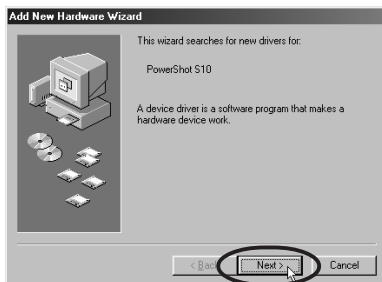 Add New Hardware Wizard
This wizard searches for new drivers for:
PowerShot S10
A device driver is a software program that makes a
hardware device work.
< Back
Next >
Cancel